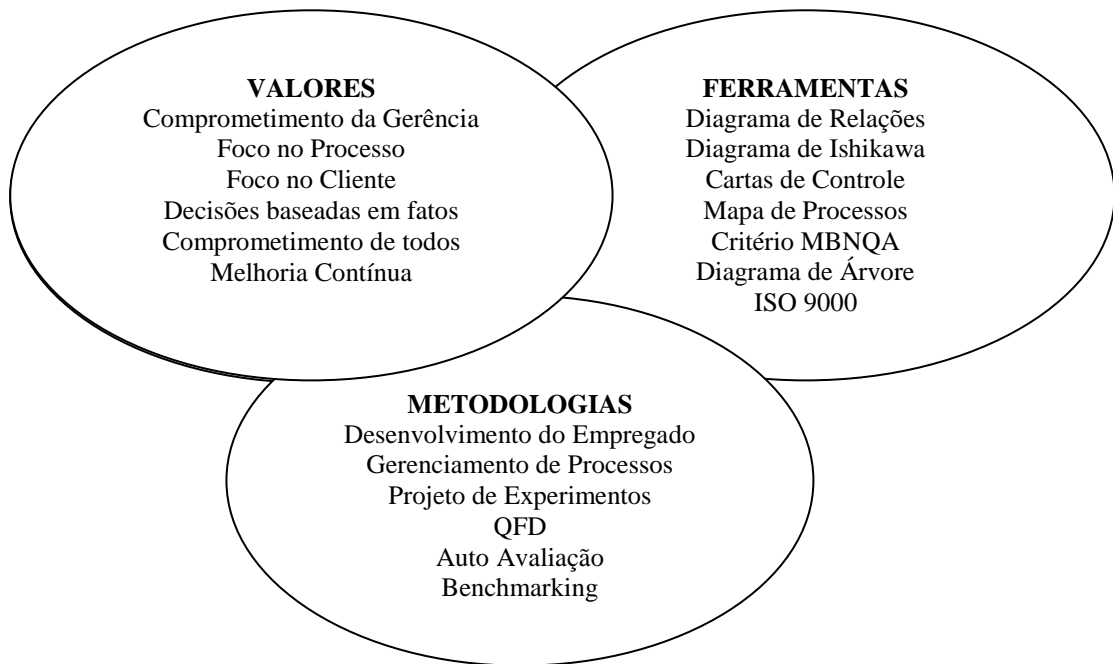 VALORES
Comprometimento da Gerência
Foco no Processo
Foco no Cliente
Decisões baseadas em fatos
Comprometimento de todos
Melhoria Contínua
FERRAMENTAS
Diagrama de Relações
Diagrama de Ishikawa
Cartas de Controle
Mapa de Processos
Critério MBNQA
Diagrama de Árvore
ISO 9000
METODOLOGIAS
Desenvolvimento do Empregado
Gerenciamento de Processos
Projeto de Experimentos
QFD
Auto Avaliação
Benchmarking